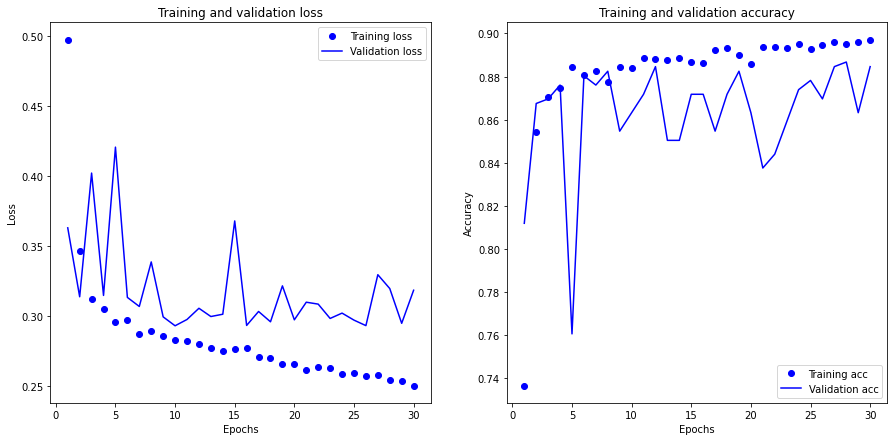 Training and validation loss
Training loss
Validation loss
0.50
0.45
0.40
0.35
0.30
0.25
Loss
0
5
10
15
20
25
30
Epochs
Training and validation accuracy
0.90
0.88
0.86
0.84
0.82
0.80
0.78
0.76
0.74
Accuracy
Training acc
Validation acc
0
5
10
15
20
25
30
Epochs